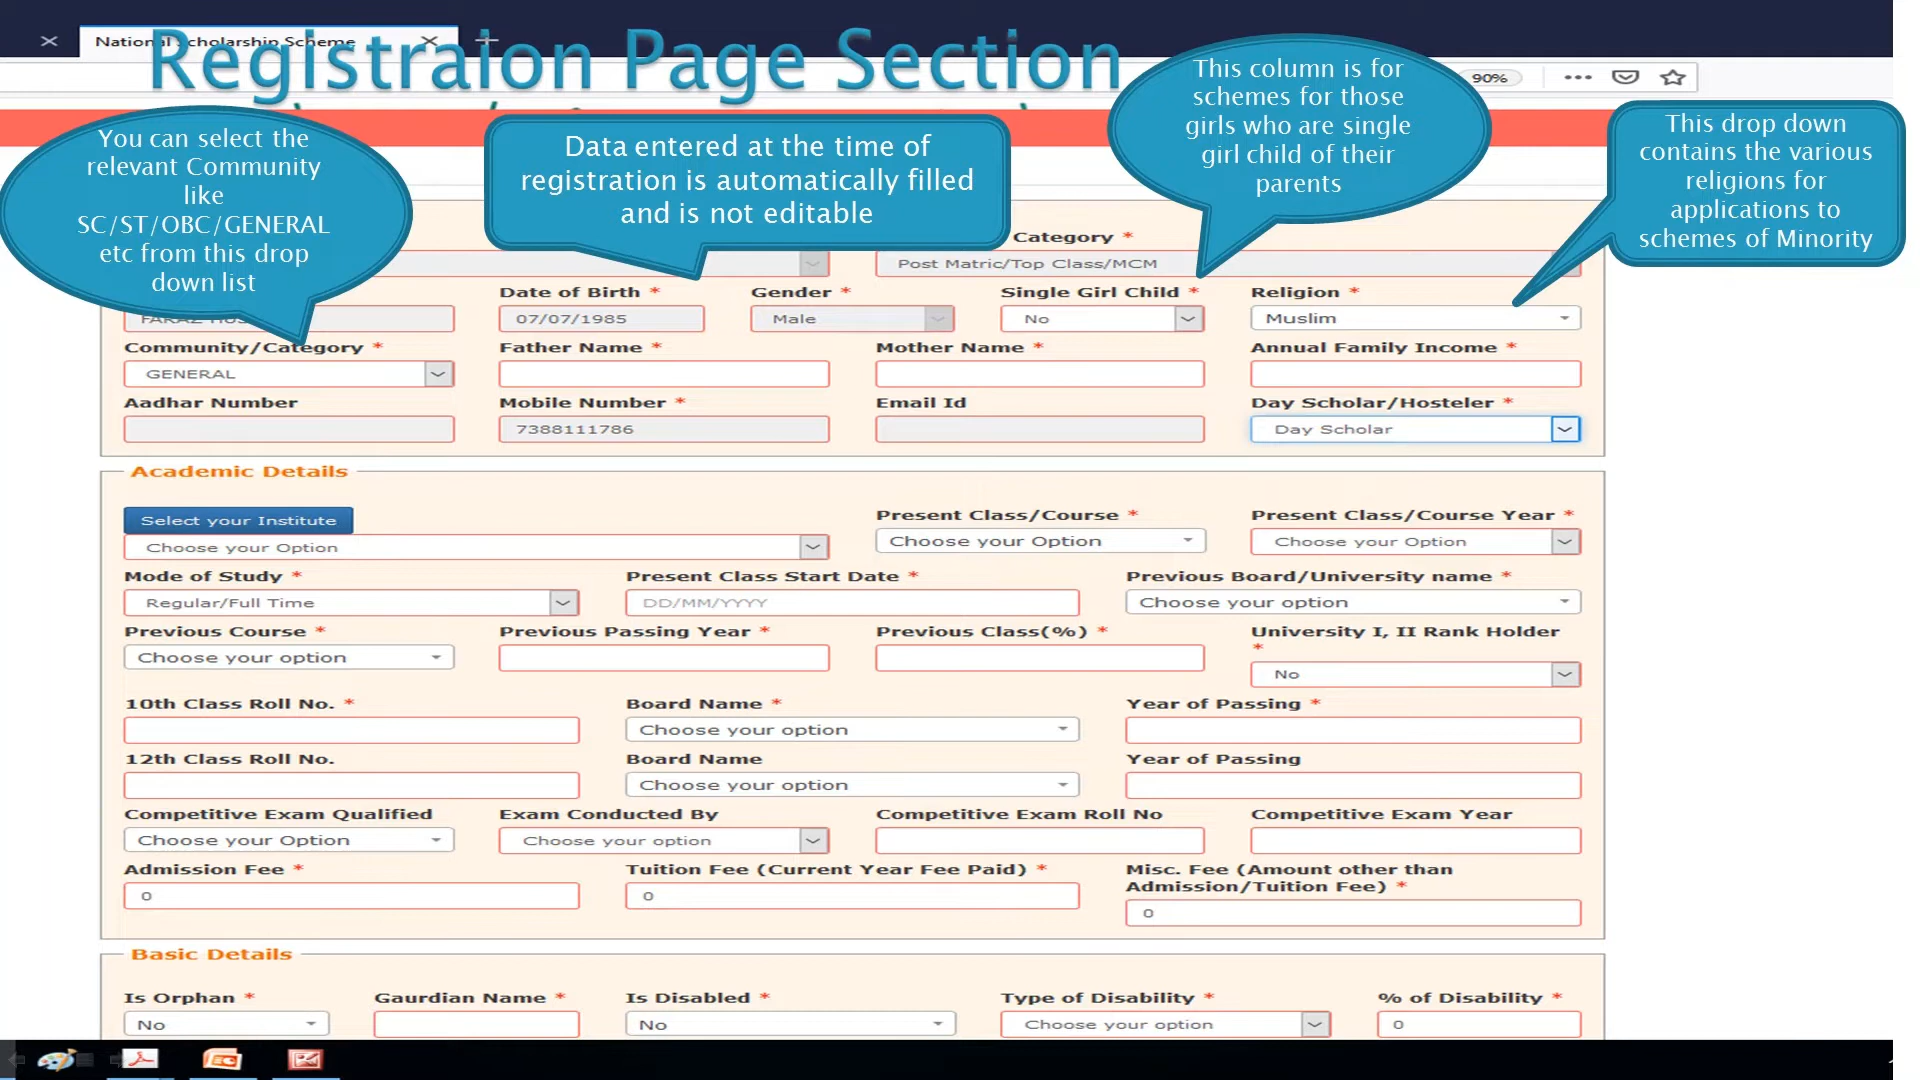 National Scholarship Scheme
Registraion Page Section
90%
This column is for
schemes for those
girls who are single
girl child of their
parents
This drop down
contains the various
religions for
applications to
schemes of Minority
You can select the
relevant Community
like
SC/ST/OBC/GENERAL
etc from this drop
down list
Data entered at the time of
registration is automatically filled
and is not editable
Category *
Post Matric/Top Class/MCM
Date of Birth * Gender * Single Girl Child * Religion *
07/07/1985 Male No Muslim
Community/Category * Father Name * Mother Name * Annual Family Income *
GENERAL
Aadhar Number Mobile Number * Email Id Day Scholar/Hosteler *
7388111786 Day Scholar
Academic Details
Select your Institute Present Class/Course * Present Class/Course Year *
Choose your Option Choose your Option Choose your Option
Mode of Study * Present Class Start Date * Previous Board/University name *
Regular/Full Time DD/MM/YYYY Choose your option
Previous Course * Previous Passing Year * Previous Class(%) * University I, II Rank Holder
*
Choose your option No
10th Class Roll No. * Board Name * Year of Passing *
Choose your option
12th Class Roll No. Board Name Year of Passing
Choose your option
Competitive Exam Qualified Exam Conducted By Competitive Exam Roll No Competitive Exam Year
Choose your Option Choose your option
Admission Fee * Tuition Fee (Current Year Fee Paid) * Misc. Fee (Amount other than
Admission/Tuition Fee) *
0 0 0
Basic Details
Is Orphan * Gaurdian Name * Is Disabled * Type of Disability * % of Disability *
No No Choose your option 0